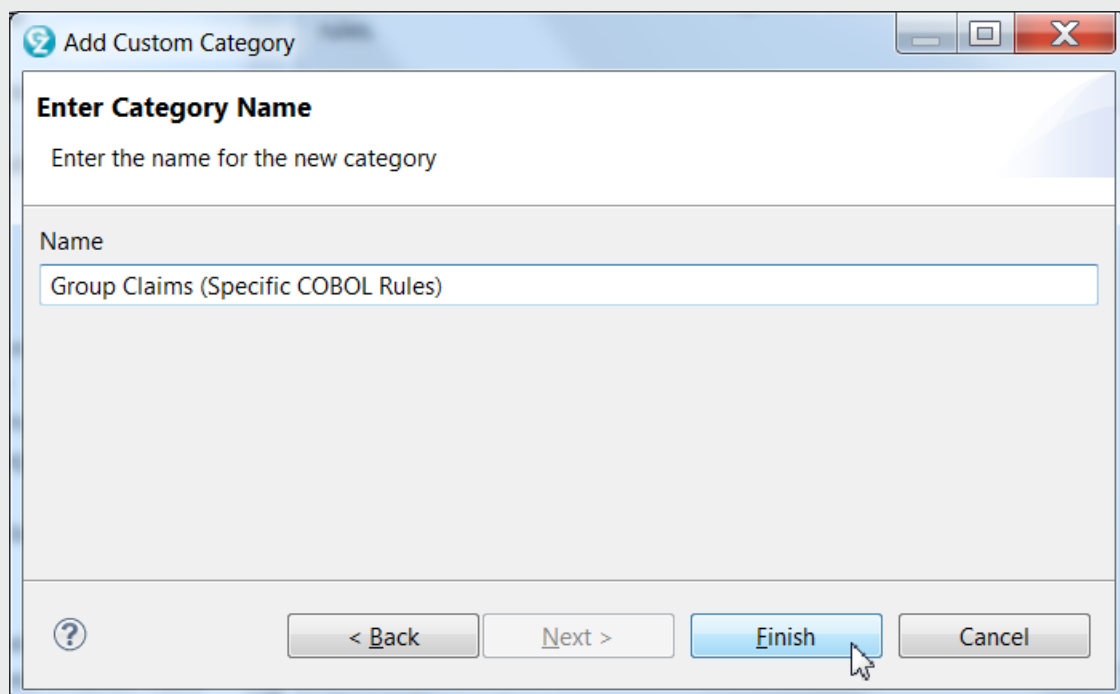 Add Custom Category
Enter Category Name
Enter the name for the new category
Name
Group Claims (Specific COBOL Rules)
?
< Back
Next >
Finish
Cancel